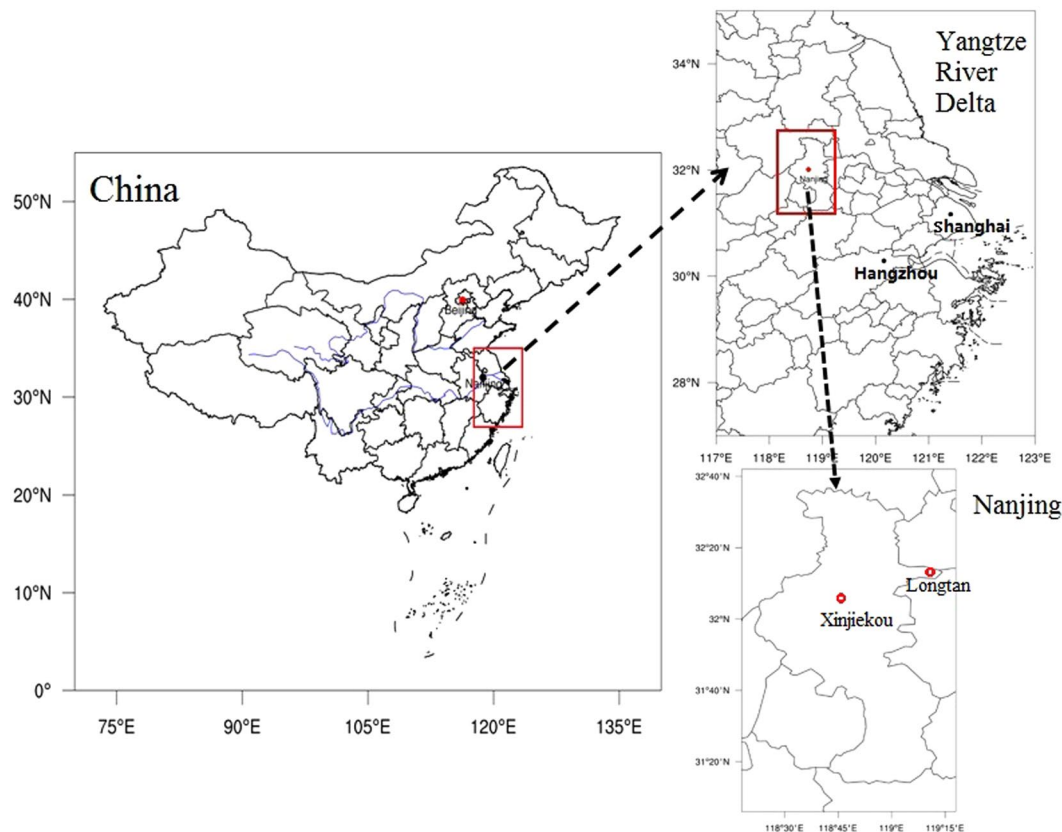 China
50°N
40°N
30°N
20°N
10°N
0°
75°E
90°E
105°E
120°E
135°E
Beijing
Nanjing
Yangtze
River
Delta
34°N
32°N
30°N
28°N
117°E
118°E
119°E
120°E
121°E
122°E
123°E
Nanjing
Shanghai
Hangzhou
Nanjing
32°40'N
32°20'N
32°N
31°40'N
31°20'N
118°30'E
118°45'E
119°E
119°15'E
Longtan
Xinjiekou